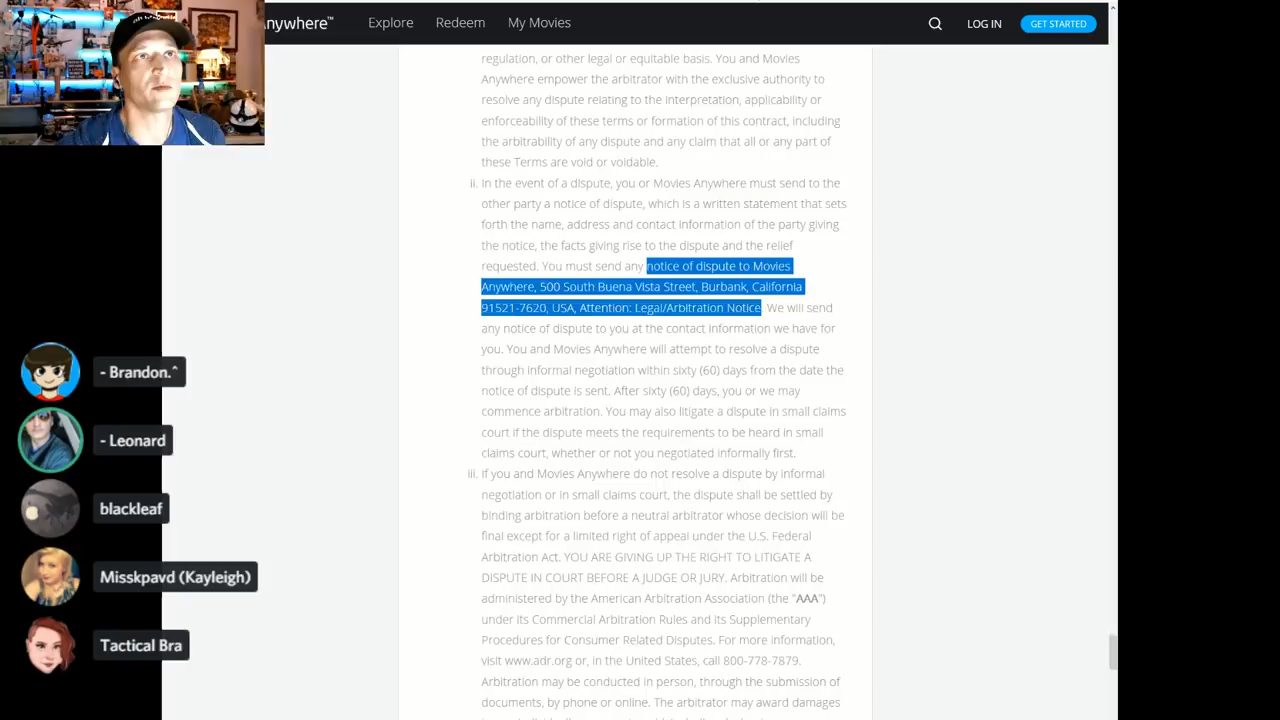 nywhere™
Explore
Redeem
My Movies
LOG IN
GET STARTED
regulation, or other legal or equitable basis. You and Movies
Anywhere empower the arbitrator with the exclusive authority to
resolve any dispute relating to the interpretation, applicability or
enforceability of these terms or formation of this contract, including
the arbitrability of any dispute and any claim that all or any part of
these Terms are void or voidable.
ii. In the event of a dispute, you or Movies Anywhere must send to the
other party a notice of dispute, which is a written statement that sets
forth the name, address and contact information of the party giving
the notice, the facts giving rise to the dispute and the relief
requested. You must send any notice of dispute to Movies
Anywhere, 500 South Buena Vista Street, Burbank, California
91521-7620, USA, Attention: Legal/Arbitration Notice. We will send
any notice of dispute to you at the contact information we have for
you. You and Movies Anywhere will attempt to resolve a dispute
through informal negotiation within sixty (60) days from the date the
notice of dispute is sent. After sixty (60) days, you or we may
commence arbitration. You may also litigate a dispute in small claims
court if the dispute meets the requirements to be heard in small
claims court, whether or not you negotiated informally first.
iii. If you and Movies Anywhere do not resolve a dispute by informal
negotiation or in small claims court, the dispute shall be settled by
binding arbitration before a neutral arbitrator whose decision will be
final except for a limited right of appeal under the U.S. Federal
Arbitration Act. YOU ARE GIVING UP THE RIGHT TO LITIGATE A
DISPUTE IN COURT BEFORE A JUDGE OR JURY. Arbitration will be
administered by the American Arbitration Association (the "AAA")
under its Commercial Arbitration Rules and its Supplementary
Procedures for Consumer Related Disputes. For more information,
visit www.adr.org or, in the United States, call 800-778-7879.
Arbitration may be conducted in person, through the submission of
documents, by phone or online. The arbitrator may award damages
- Brandon.^
- Leonard
blackleaf
Misskpavd (Kayleigh)
Tactical Bra